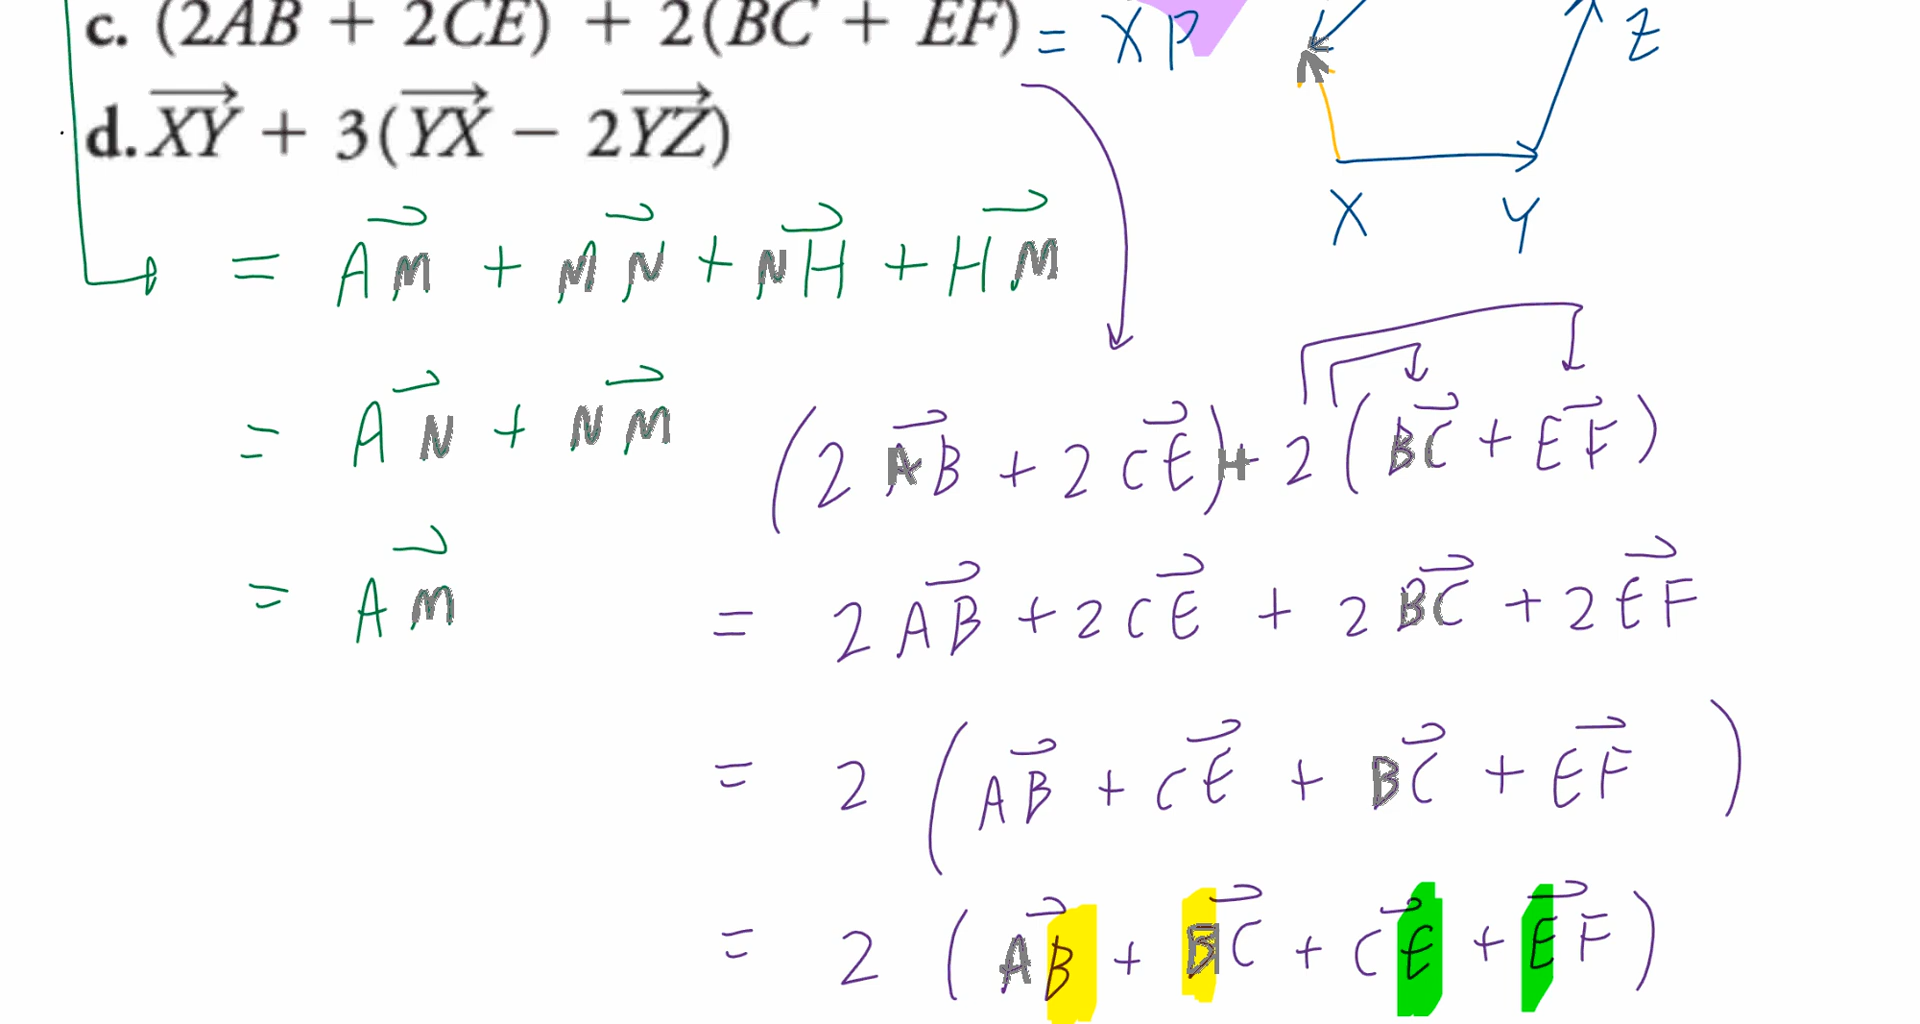 c. (2AB + 2CE) + 2(BC + EF) = XP
Z
d. XY + 3(YX − 2YZ)
X Y
= AM + MN + NH + HM
= AN + NM
(2AB + 2CE) + 2(BC + EF)
= AM
= 2AB + 2CE + 2BC + 2EF
= 2(AB + CE + BC + EF)
= 2(AB + BC + CE + EF)